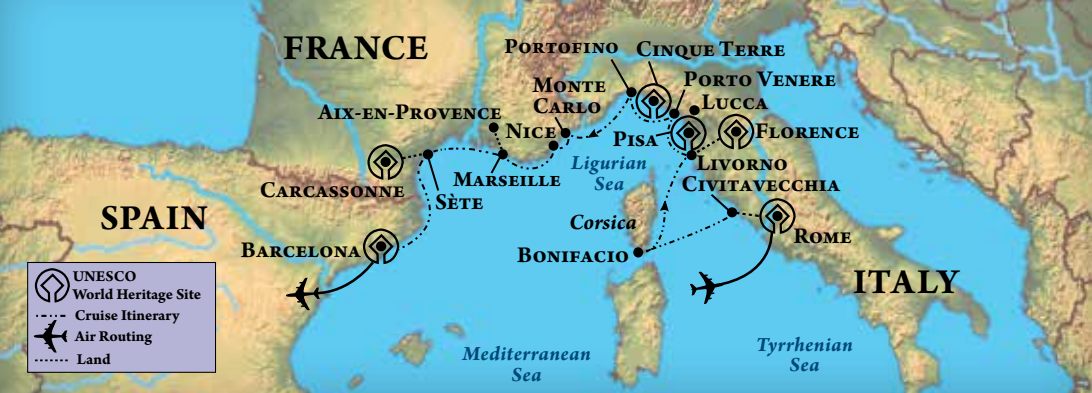 FRANCE
PORTOFINO
CINQUE TERRE
MONTE
CARLO
PORTO VENERE
LUCCA
AIX-EN-PROVENCE
NICE
PISA
FLORENCE
Ligurian
Sea
LIVORNO
CARCASSONNE
MARSEILLE
CIVITAVECCHIA
SÈTE
SPAIN
Corsica
ROME
BARCELONA
BONIFACIO
ITALY
UNESCO
World Heritage Site
Cruise Itinerary
Air Routing
Land
Mediterranean
Sea
Tyrrhenian
Sea